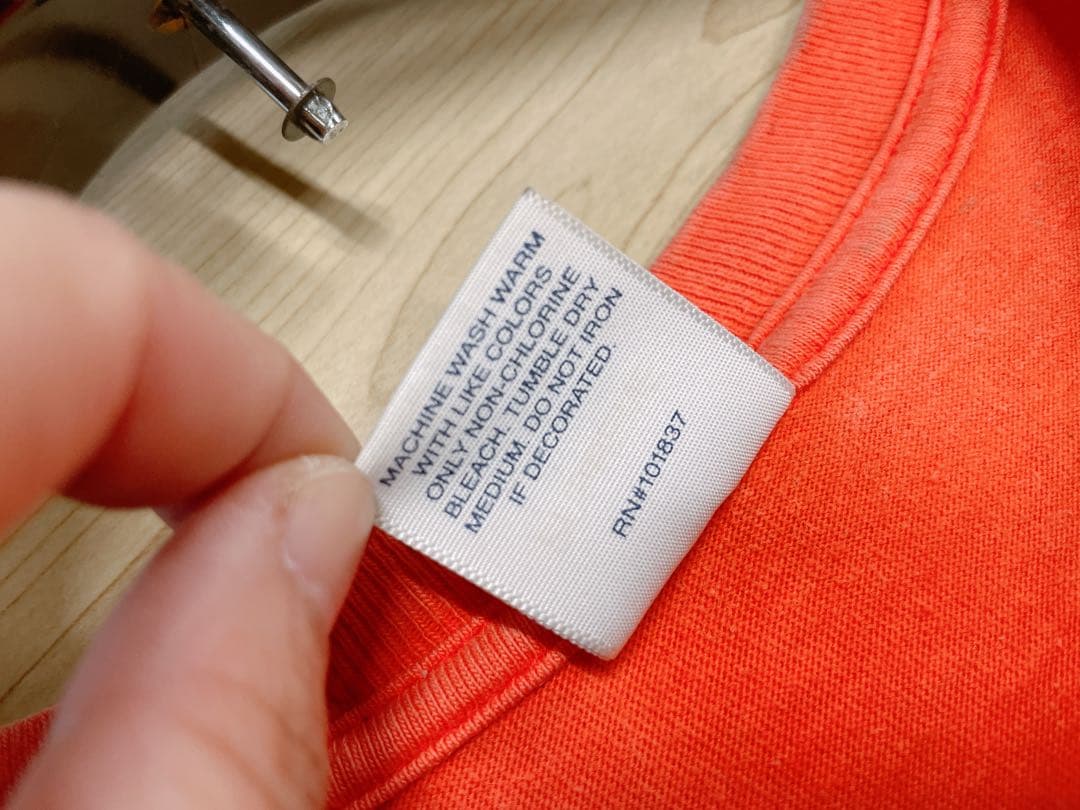 MACHINE WASH WARM
WITH LIKE COLORS
ONLY NON-CHLORINE
BLEACH. TUMBLE DRY
MEDIUM. DO NOT IRON
IF DECORATED
RN#101837